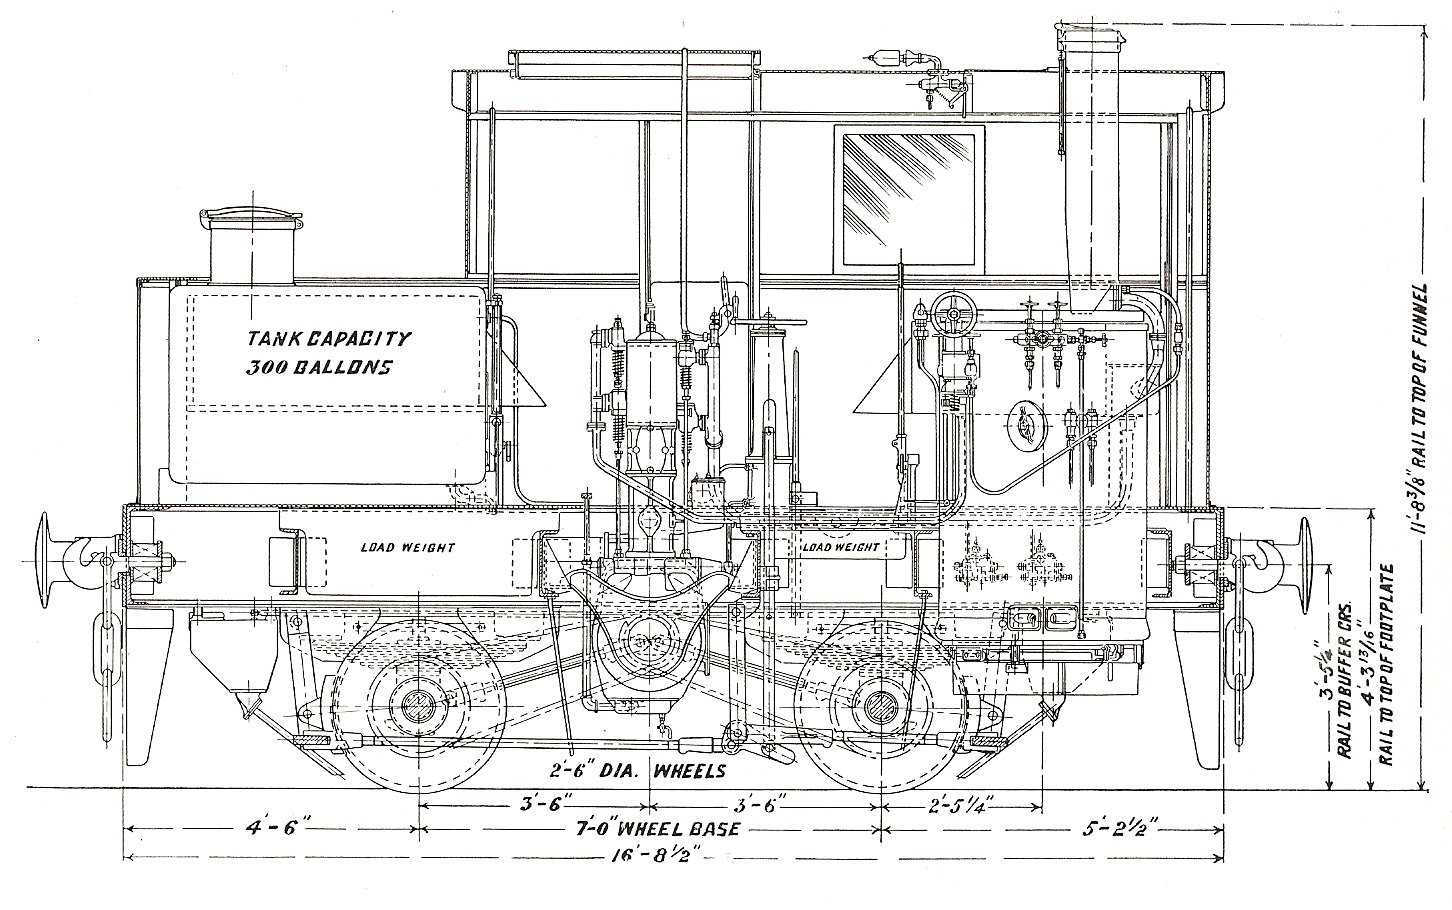 TANK CAPACITY
300 GALLONS
LOAD WEIGHT
LOAD WEIGHT
2'-6" DIA. WHEELS
3'-6"
3'-6"
2'-5 1/4"
4'-6"
7'-0" WHEEL BASE
5'-2 1/2"
16'-8 1/2"
3'-5 1/4"
RAIL TO BUFFER CRS.
4'-3 13/16"
RAIL TO TOP OF FOOTPLATE
11'-8 3/8" RAIL TO TOP OF FUNNEL